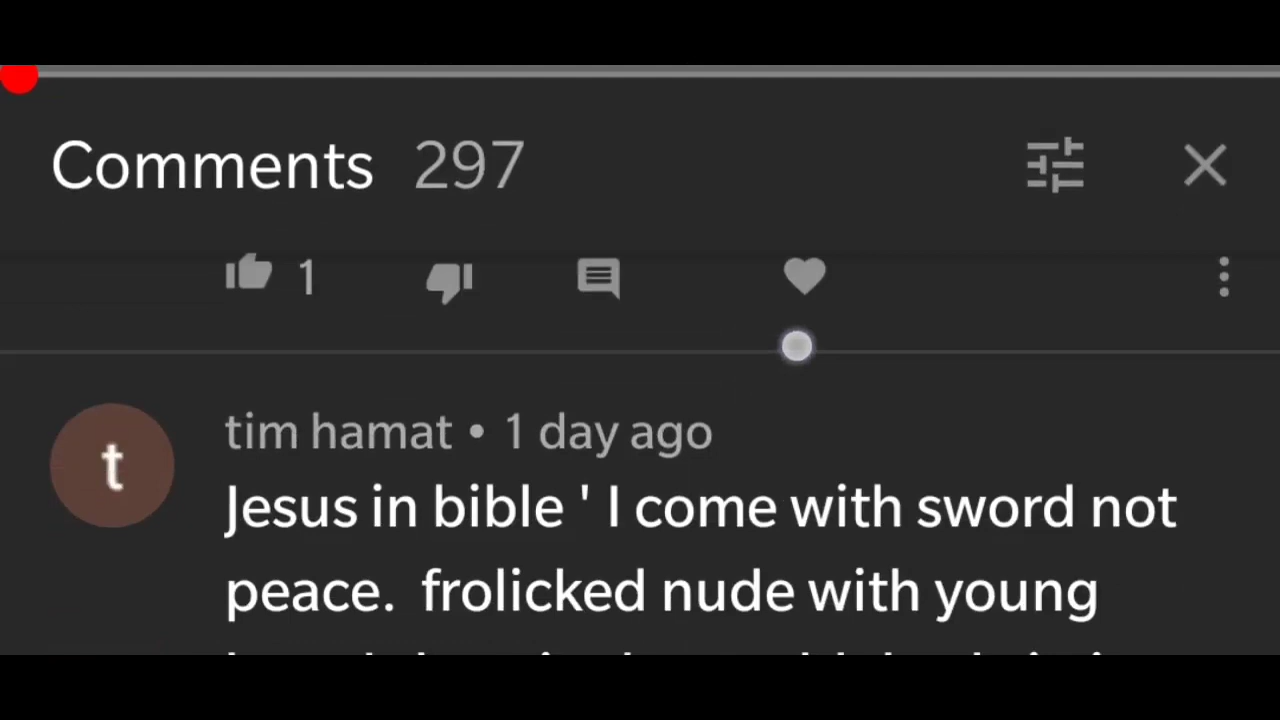 Comments 297
1
t
tim hamat • 1 day ago
Jesus in bible ' I come with sword not
peace.  frolicked nude with young